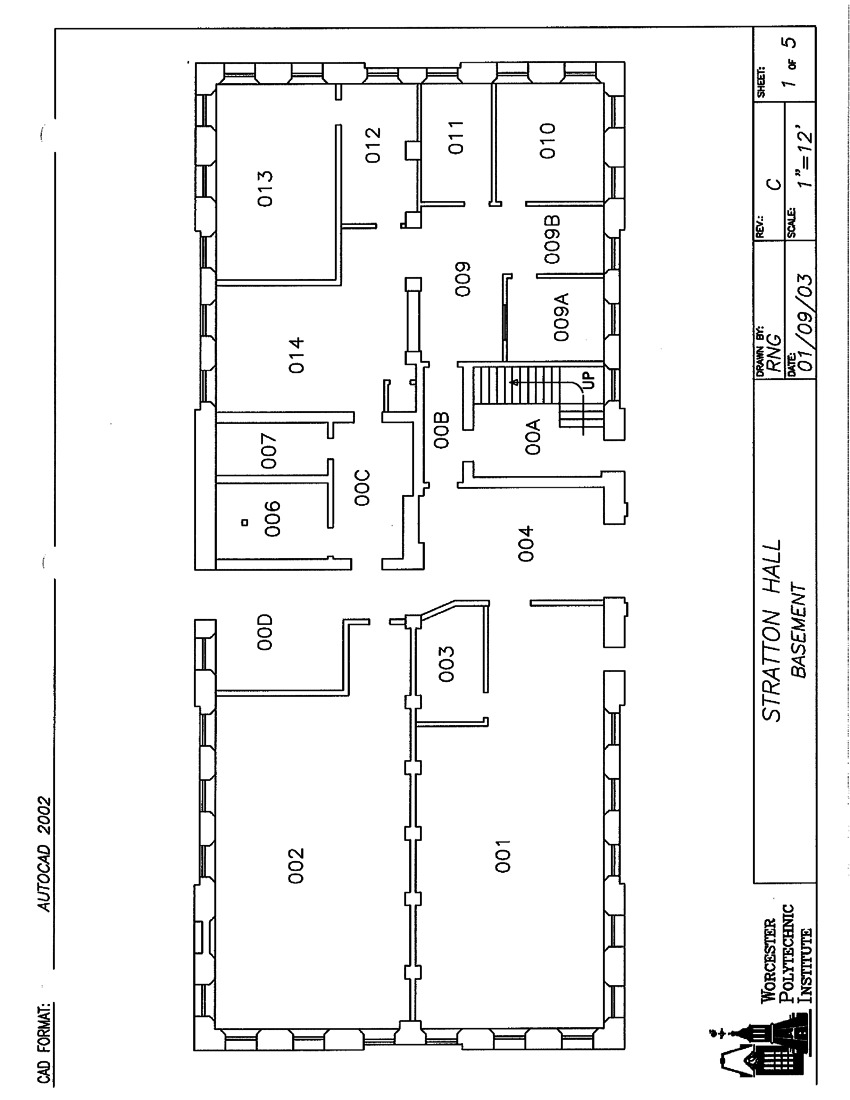 CAD FORMAT: AUTOCAD 2002
013
012
011
010
014
009
009B
009A
007
006
00C
00B
00A
UP
00D
004
003
002
001
WORCESTER
POLYTECHNIC
INSTITUTE
STRATTON HALL
BASEMENT
DRAWN BY:
RNG
DATE:
01/09/03
REV.:
C
SCALE:
1"=12'
SHEET:
1 OF 5